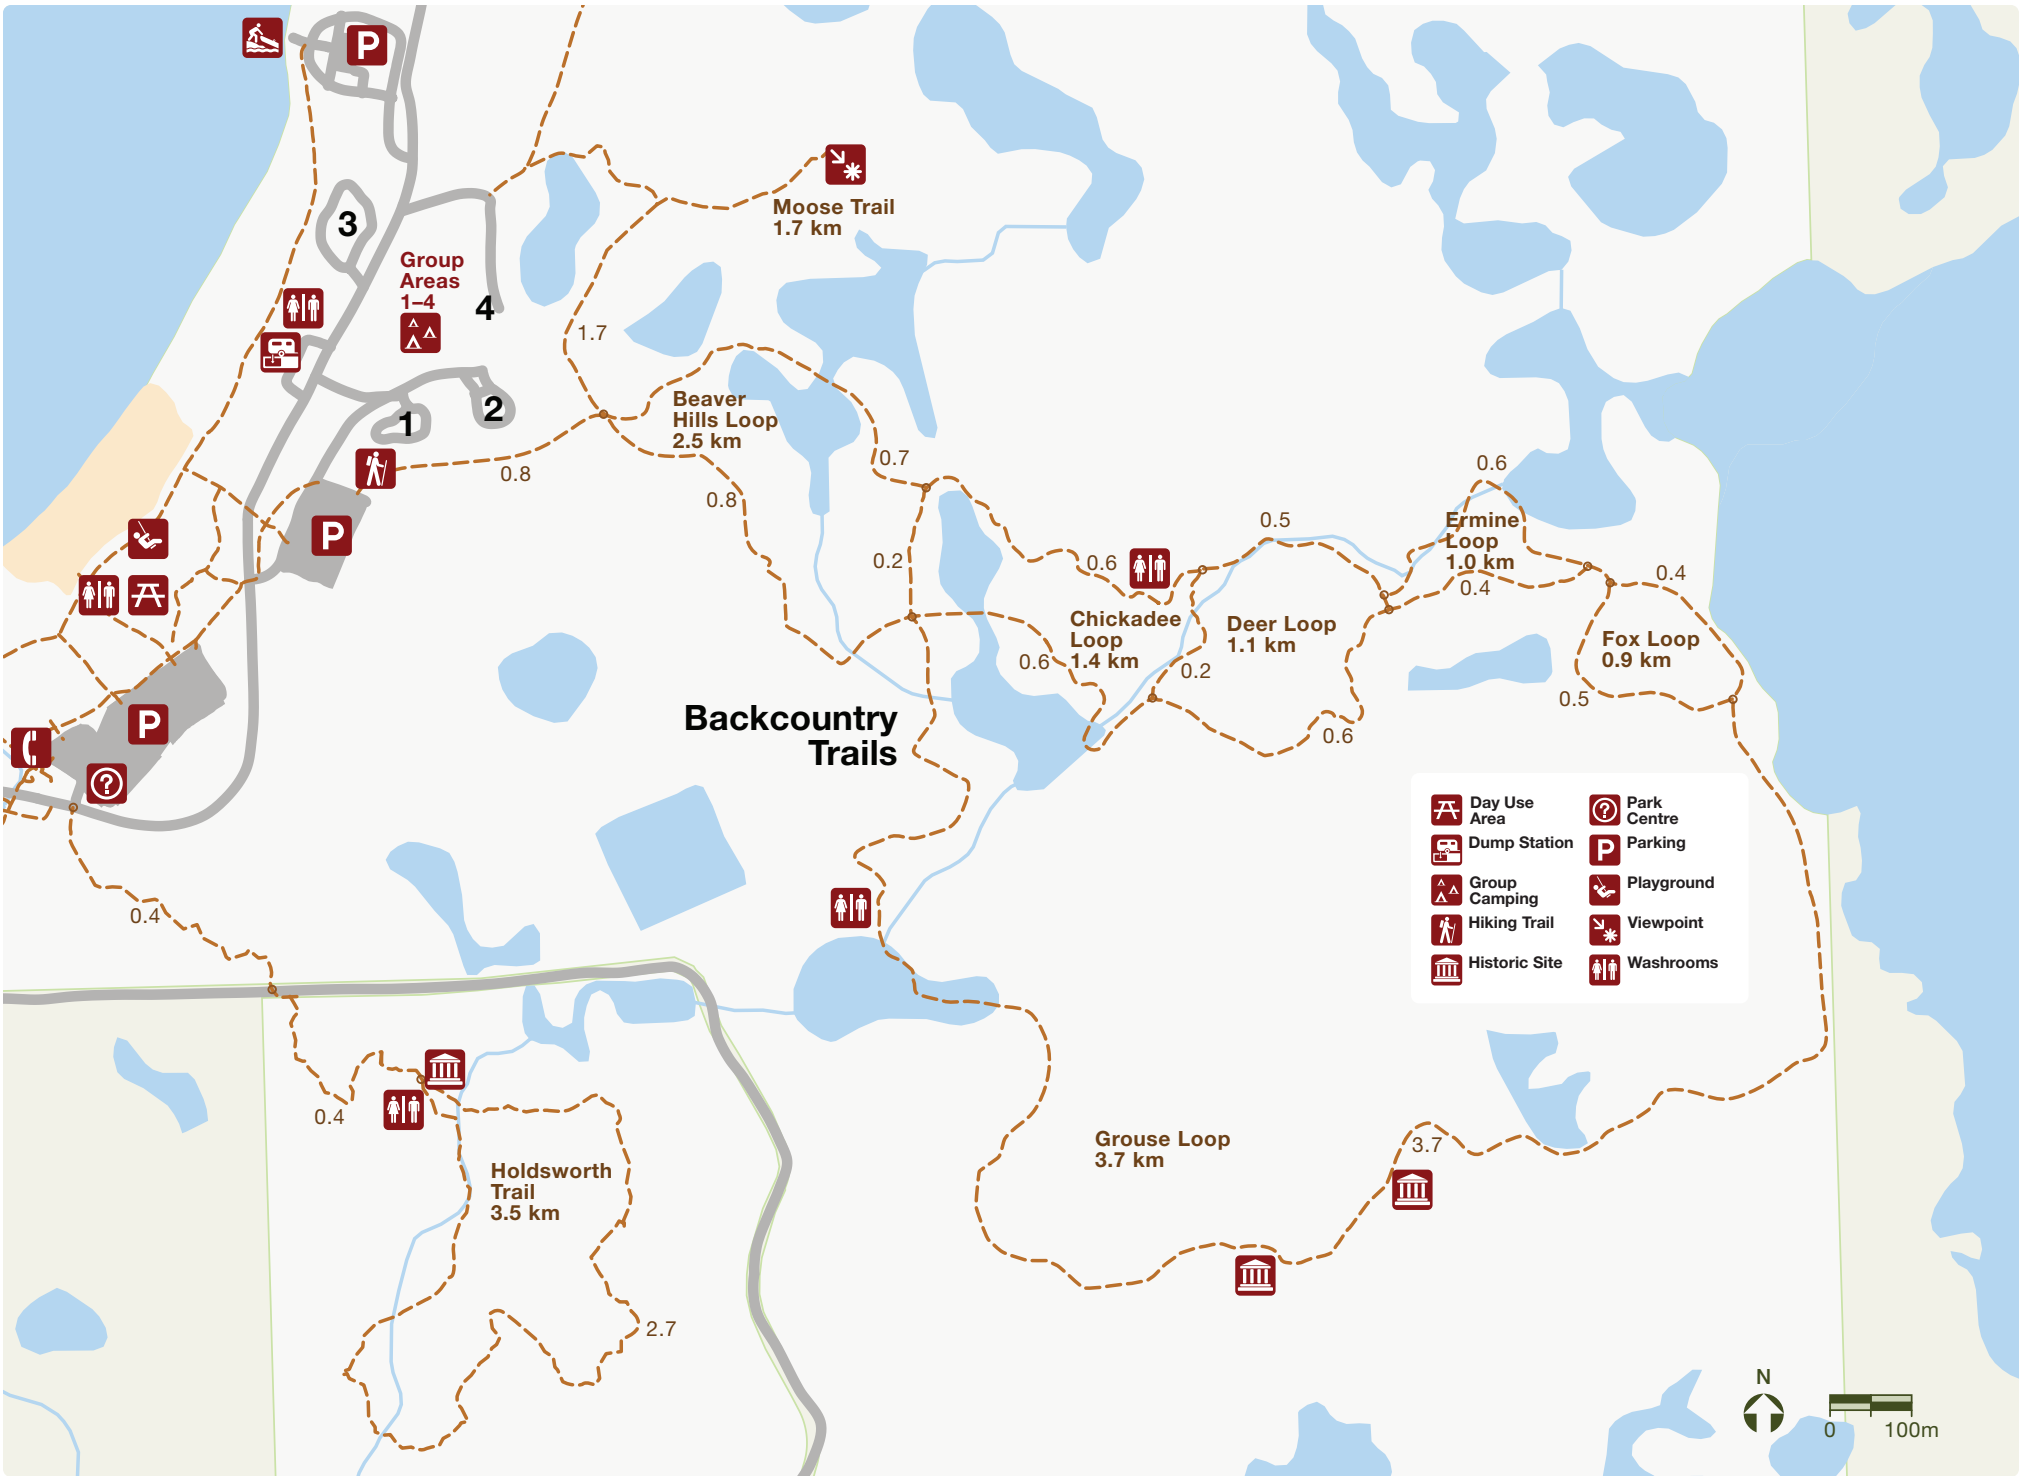 P
3
Group
Areas
1–4
4
Moose Trail
1.7 km
1.7
2
1
Beaver
Hills Loop
2.5 km
0.8
0.8
0.7
0.2
P
0.6
0.5
0.6
Ermine
Loop
1.0 km
0.4
0.4
Chickadee
Loop
1.4 km
0.6
0.2
Deer Loop
1.1 km
0.6
Fox Loop
0.9 km
0.5
Backcountry
Trails
P
?
0.4
Day Use
Area
Park
Centre
Dump Station
P
Parking
Group
Camping
Playground
Hiking Trail
Viewpoint
Historic Site
Washrooms
?
0.4
Holdsworth
Trail
3.5 km
2.7
Grouse Loop
3.7 km
3.7
N
0 100m